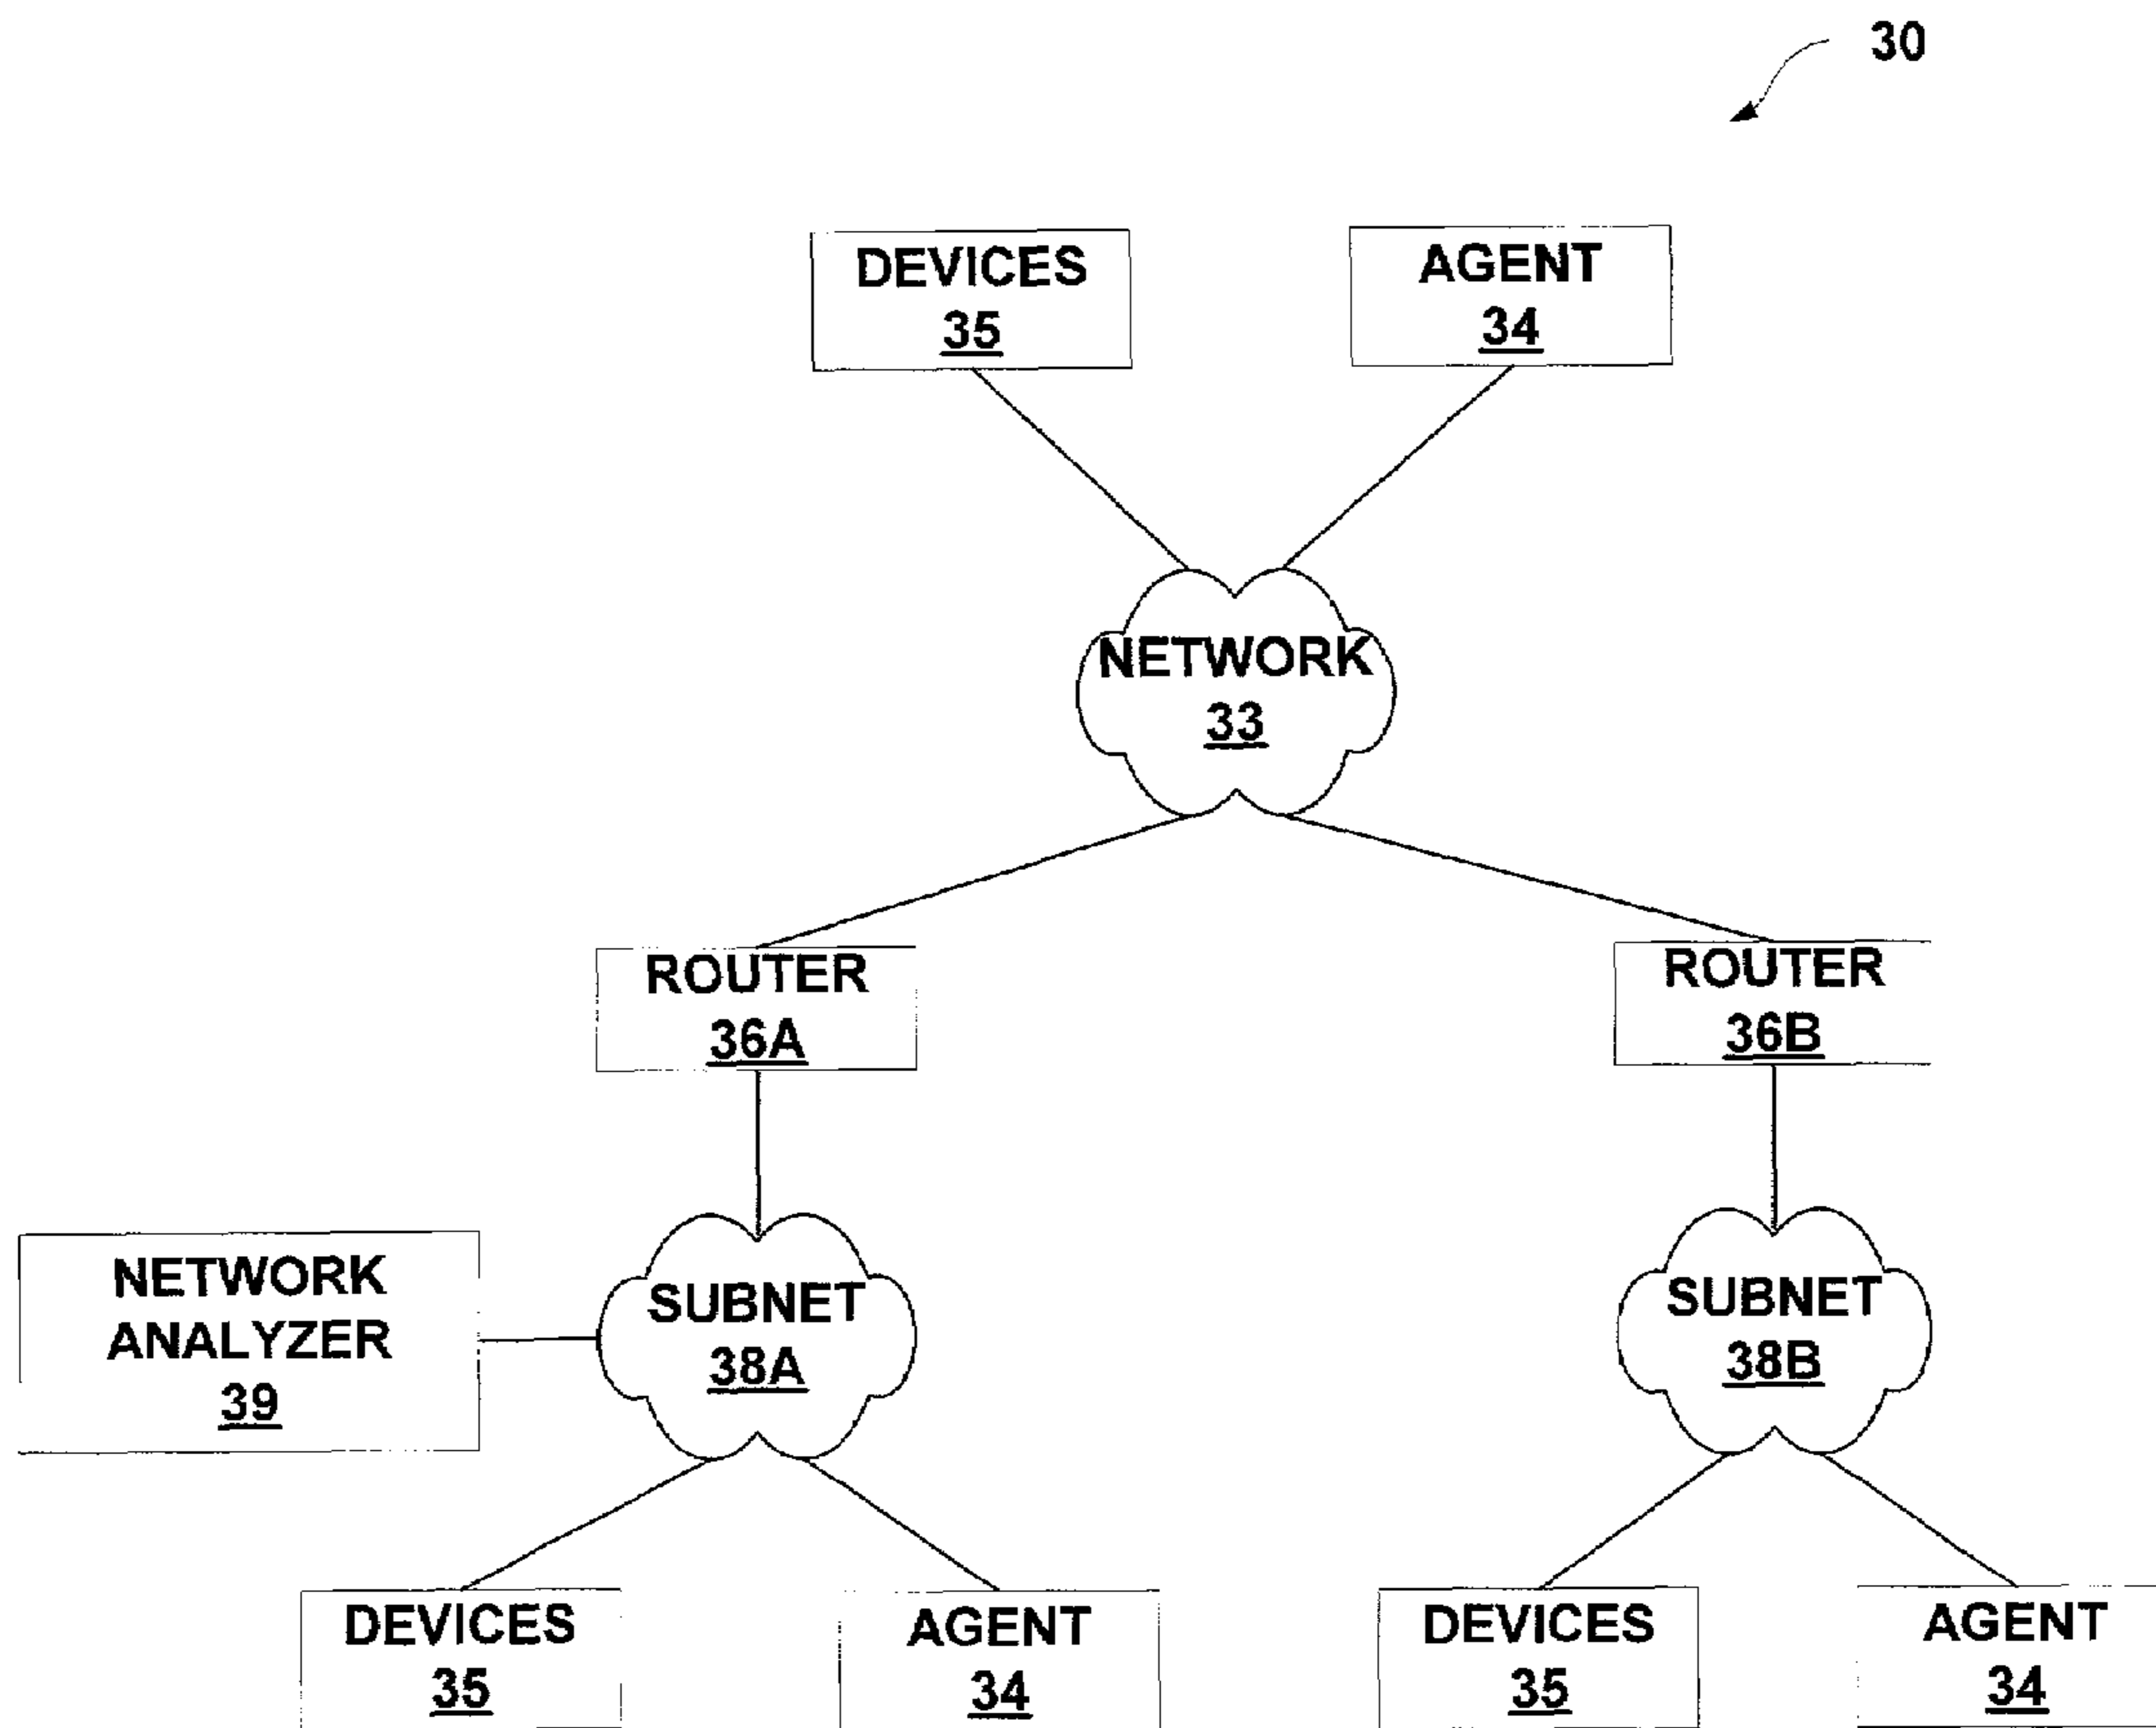 30
DEVICES
35
AGENT
34
NETWORK
33
ROUTER
36A
ROUTER
36B
NETWORK
ANALYZER
39
SUBNET
38A
SUBNET
38B
DEVICES
35
AGENT
34
DEVICES
35
AGENT
34